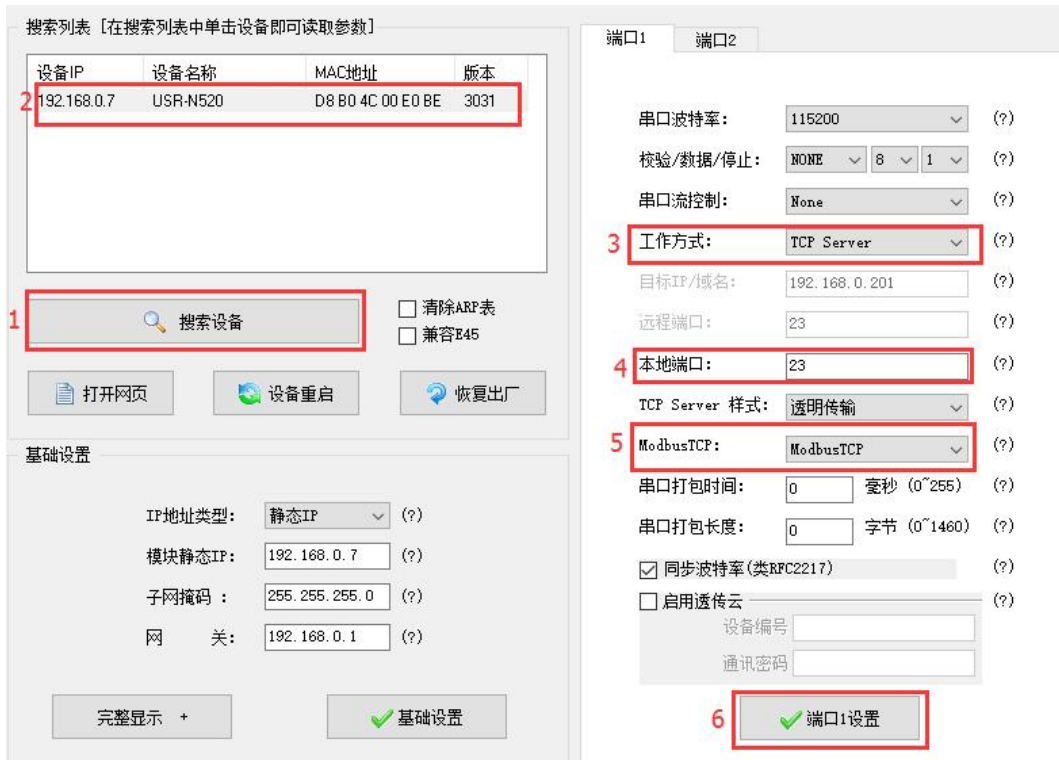 搜索列表 [在搜索列表中单击设备即可读取参数]
设备IP 设备名称 MAC地址 版本
2 192.168.0.7 USR-N520 D8 B0 4C 00 E0 BE 3031
1 搜索设备
清除ARP表
兼容E45
打开网页 设备重启 恢复出厂
基础设置
IP地址类型: 静态IP (?)
模块静态IP: 192.168.0.7 (?)
子网掩码 : 255.255.255.0 (?)
网 关: 192.168.0.1 (?)
完整显示 + 基础设置
端口1 端口2
串口波特率: 115200 (?)
校验/数据/停止: NONE 8 1 (?)
串口流控制: None (?)
3 工作方式: TCP Server (?)
目标IP/域名: 192.168.0.201 (?)
远程端口: 23 (?)
4 本地端口: 23 (?)
TCP Server 样式: 透明传输 (?)
5 ModbusTCP: ModbusTCP (?)
串口打包时间: 0 毫秒 (0~255) (?)
串口打包长度: 0 字节 (0~1460) (?)
同步波特率(类RFC2217) (?)
启用透传云 (?)
设备编号
通讯密码
6 端口1设置